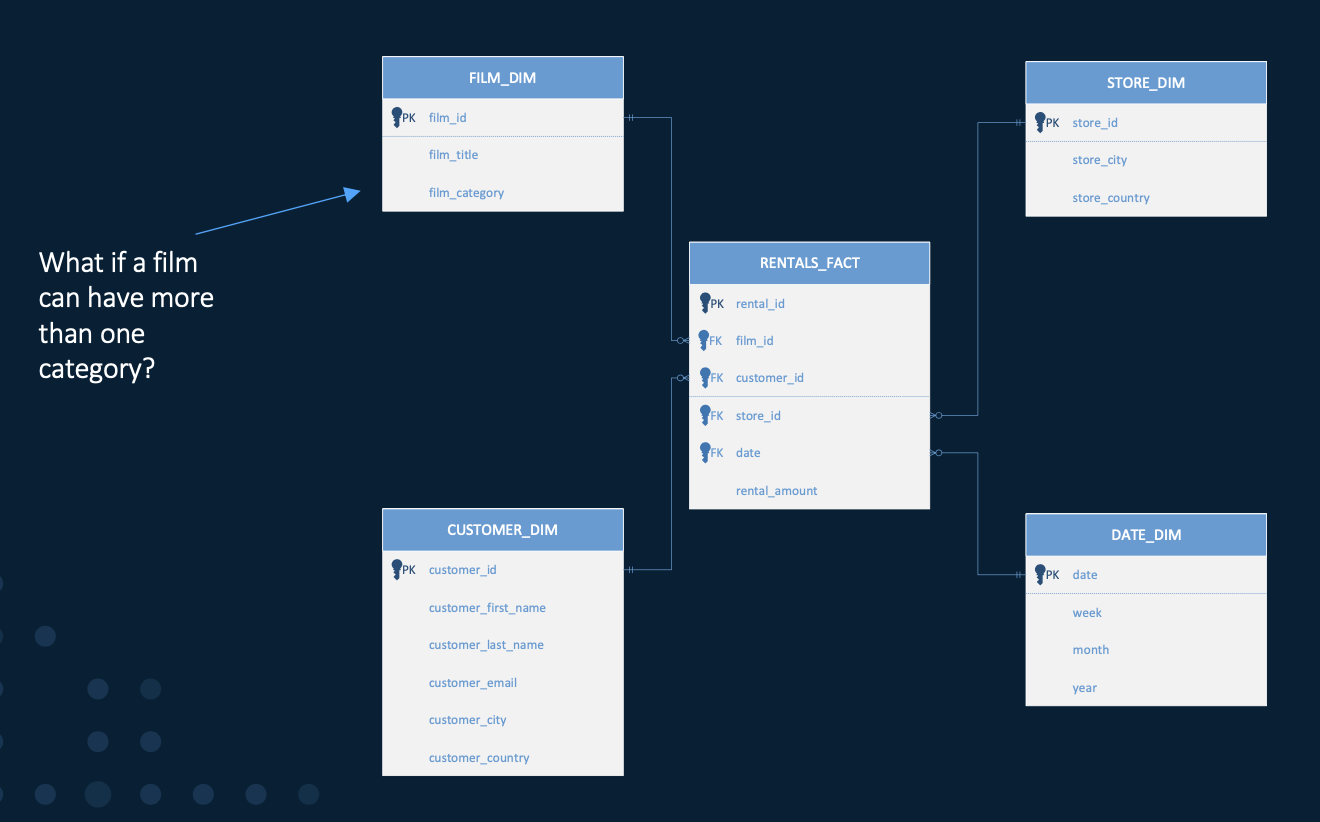 FILM_DIM
PK film_id
film_title
film_category
STORE_DIM
PK store_id
store_city
store_country
What if a film
can have more
than one
category?
RENTALS_FACT
PK rental_id
FK film_id
FK customer_id
FK store_id
FK date
rental_amount
CUSTOMER_DIM
PK customer_id
customer_first_name
customer_last_name
customer_email
customer_city
customer_country
DATE_DIM
PK date
week
month
year